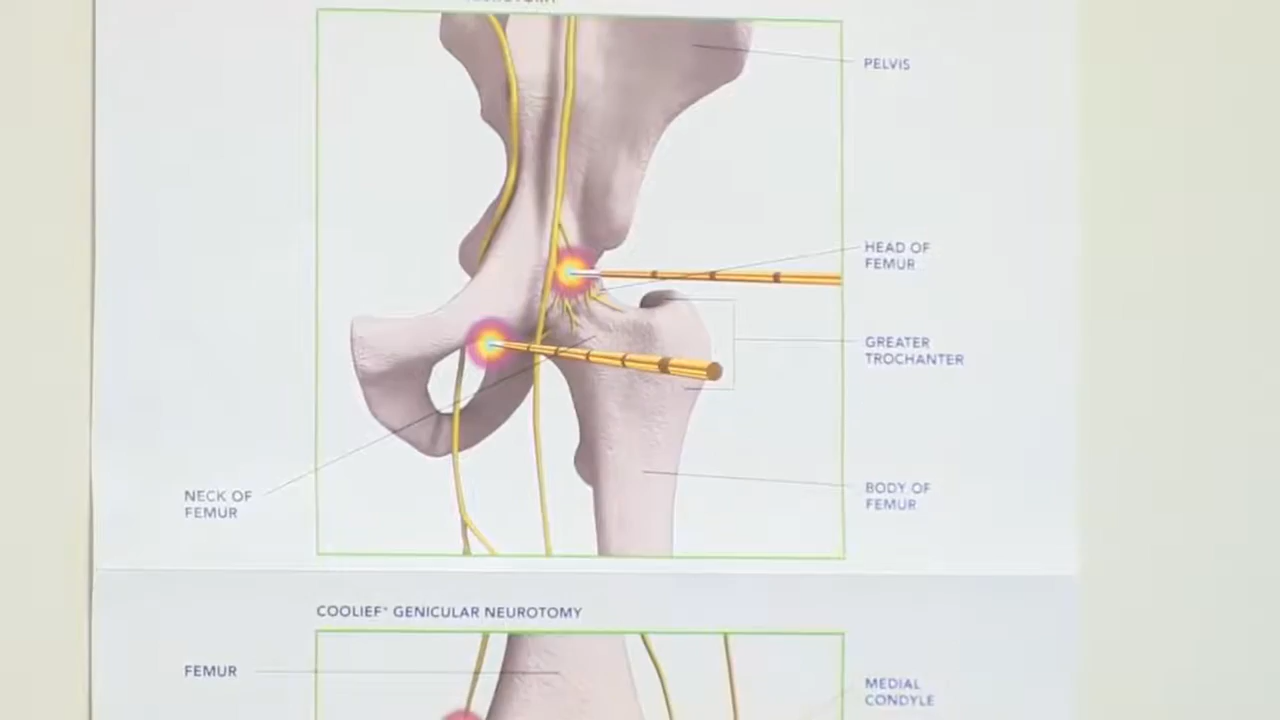 PELVIS
HEAD OF
FEMUR
GREATER
TROCHANTER
NECK OF
FEMUR
BODY OF
FEMUR
COOLIEF* GENICULAR NEUROTOMY
FEMUR
MEDIAL
CONDYLE